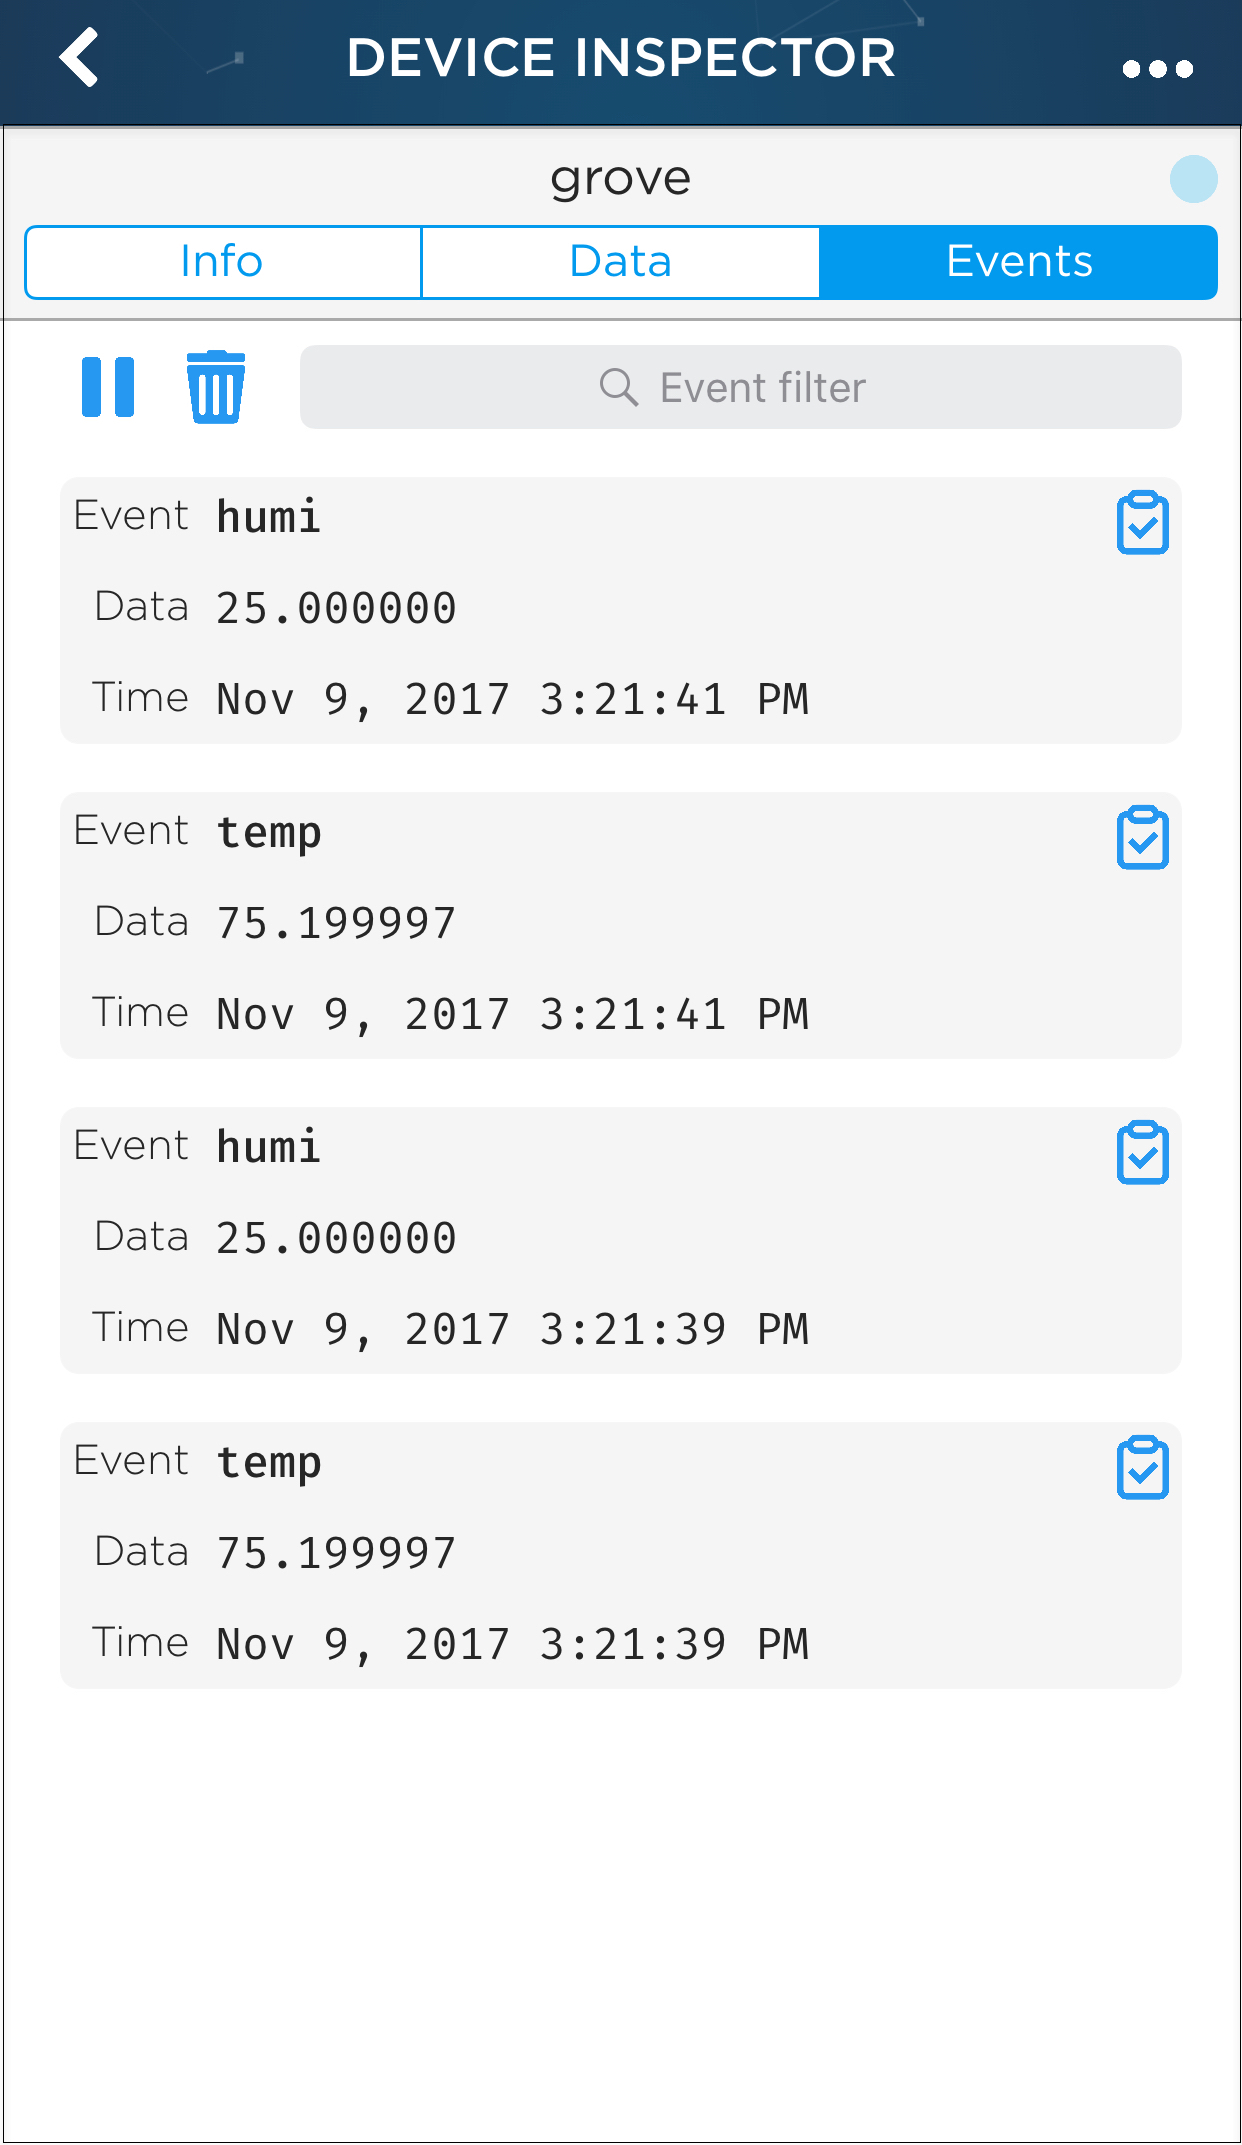 DEVICE INSPECTOR
grove
Info Data Events
Event filter
Event humi
Data 25.000000
Time Nov 9, 2017 3:21:41 PM
Event temp
Data 75.199997
Time Nov 9, 2017 3:21:41 PM
Event humi
Data 25.000000
Time Nov 9, 2017 3:21:39 PM
Event temp
Data 75.199997
Time Nov 9, 2017 3:21:39 PM